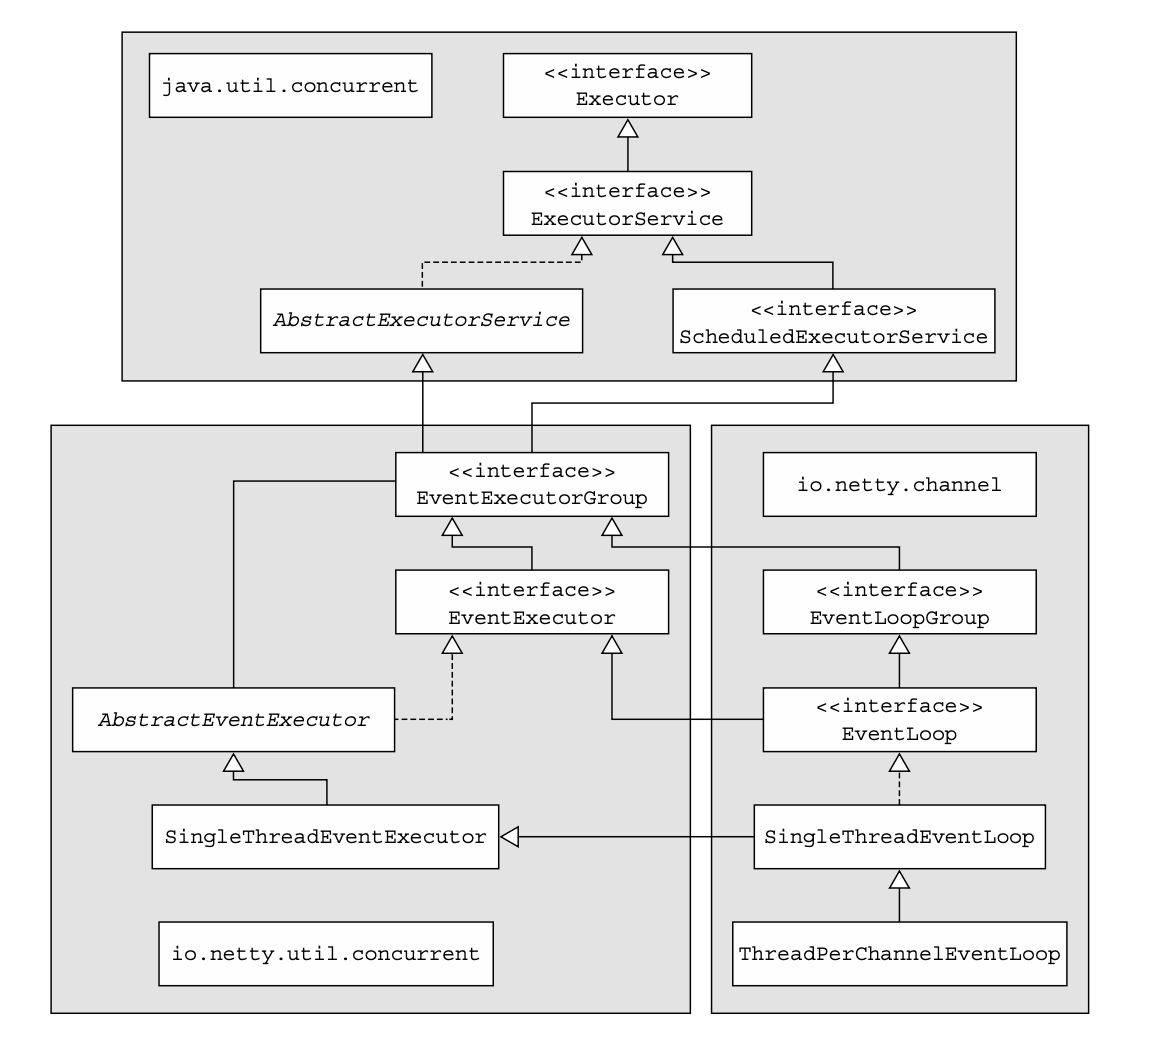 java.util.concurrent
<<interface>>
Executor
<<interface>>
ExecutorService
AbstractExecutorService
<<interface>>
ScheduledExecutorService
<<interface>>
EventExecutorGroup
io.netty.channel
<<interface>>
EventExecutor
<<interface>>
EventLoopGroup
AbstractEventExecutor
<<interface>>
EventLoop
SingleThreadEventExecutor
SingleThreadEventLoop
io.netty.util.concurrent
ThreadPerChannelEventLoop